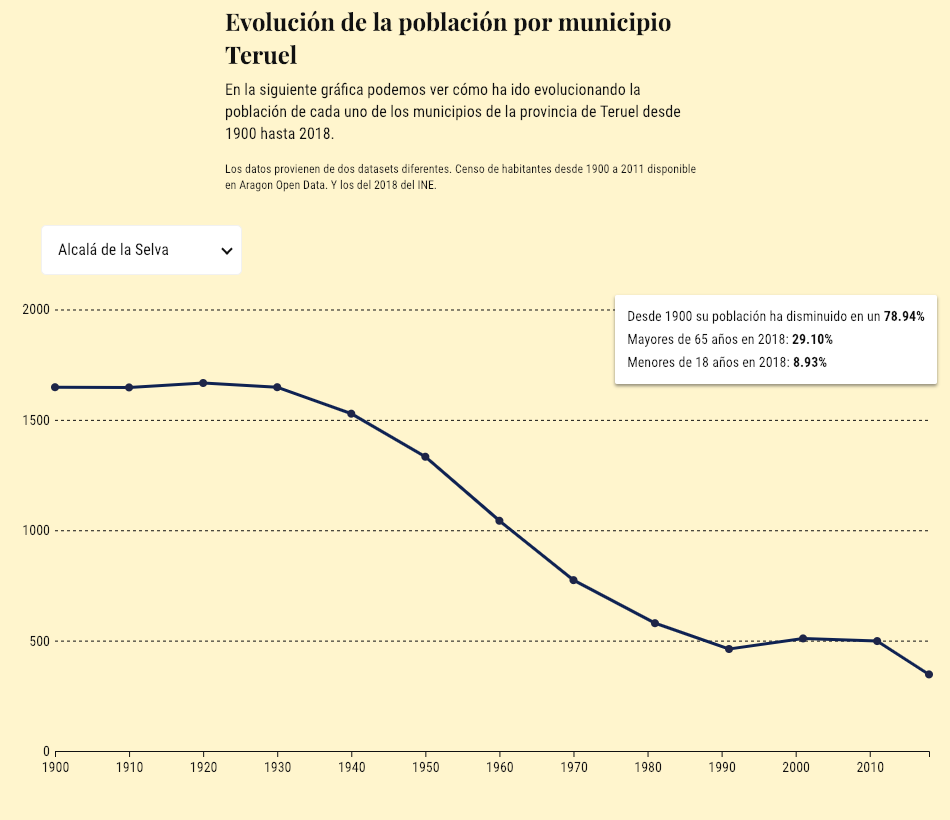 Evolución de la población por municipio
Teruel
En la siguiente gráfica podemos ver cómo ha ido evolucionando la
población de cada uno de los municipios de la provincia de Teruel desde
1900 hasta 2018.
Los datos provienen de dos datasets diferentes. Censo de habitantes desde 1900 a 2011 disponible
en Aragon Open Data. Y los del 2018 del INE.
Alcalá de la Selva
Desde 1900 su población ha disminuido en un 78.94%
Mayores de 65 años en 2018: 29.10%
Menores de 18 años en 2018: 8.93%
2000
1500
1000
500
0
1900 1910 1920 1930 1940 1950 1960 1970 1980 1990 2000 2010